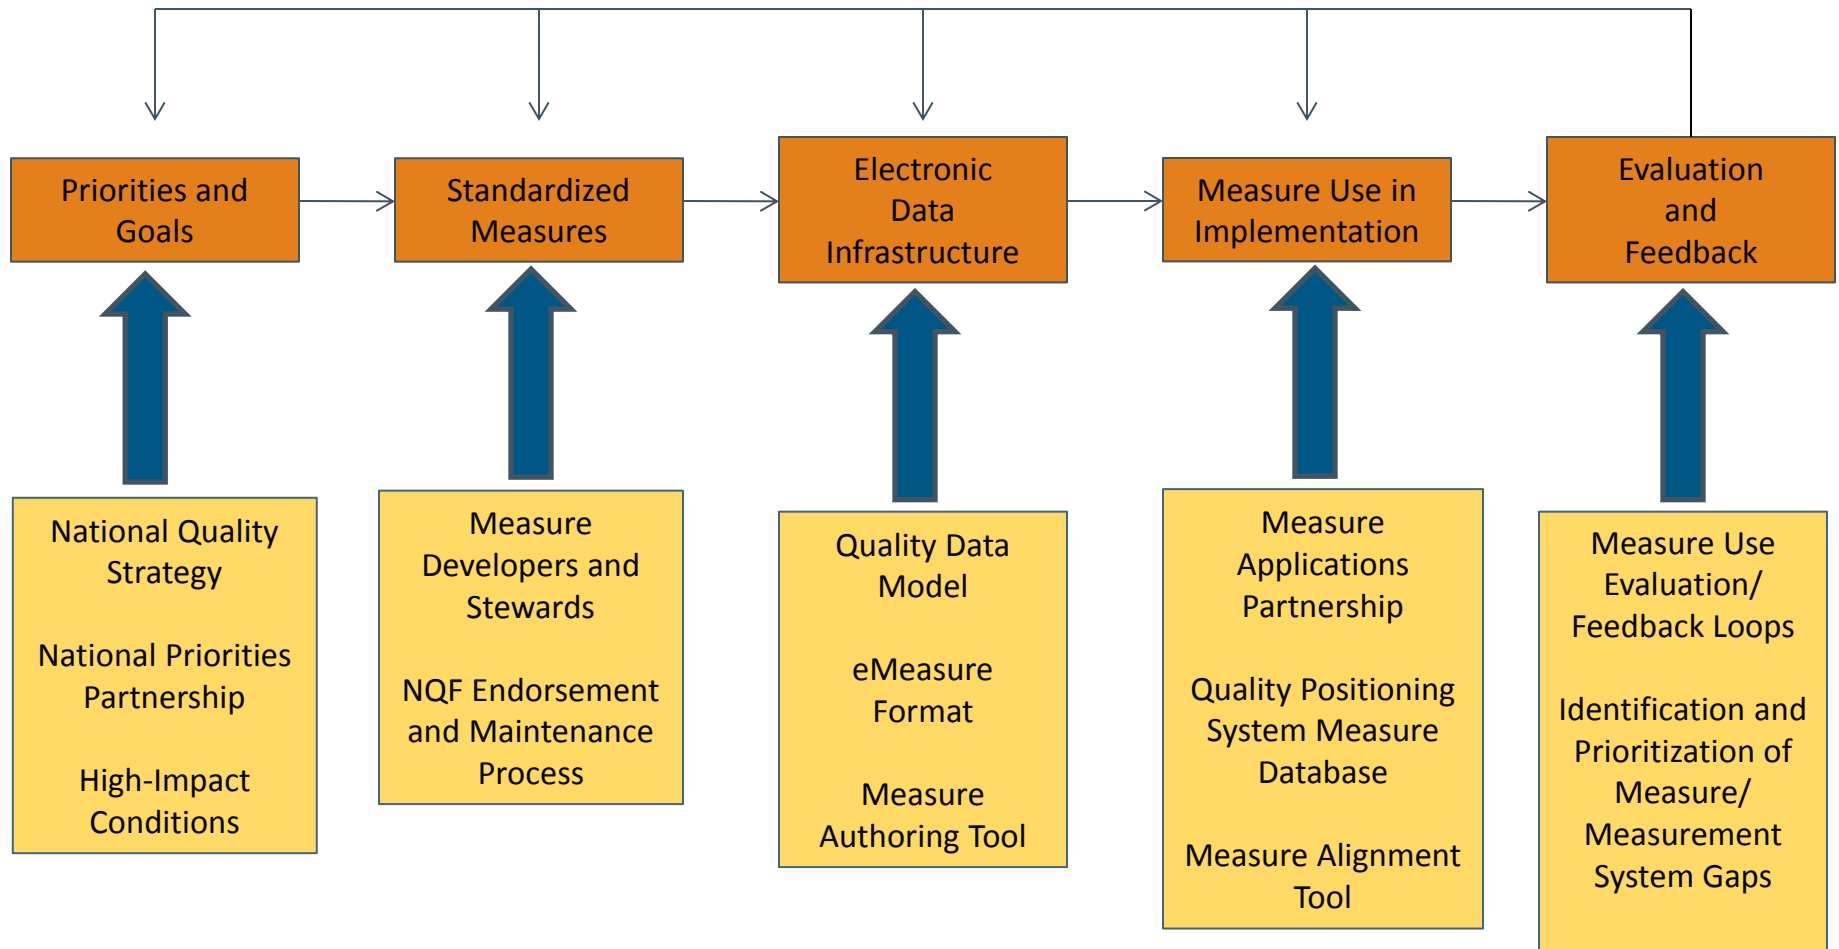 Priorities and
Goals
Standardized
Measures
Electronic
Data
Infrastructure
Measure Use in
Implementation
Evaluation
and
Feedback
National Quality
Strategy
National Priorities
Partnership
High-Impact
Conditions
Measure
Developers and
Stewards
NQF Endorsement
and Maintenance
Process
Quality Data
Model
eMeasure
Format
Measure
Authoring Tool
Measure
Applications
Partnership
Quality Positioning
System Measure
Database
Measure Alignment
Tool
Measure Use
Evaluation/
Feedback Loops
Identification and
Prioritization of
Measure/
Measurement
System Gaps